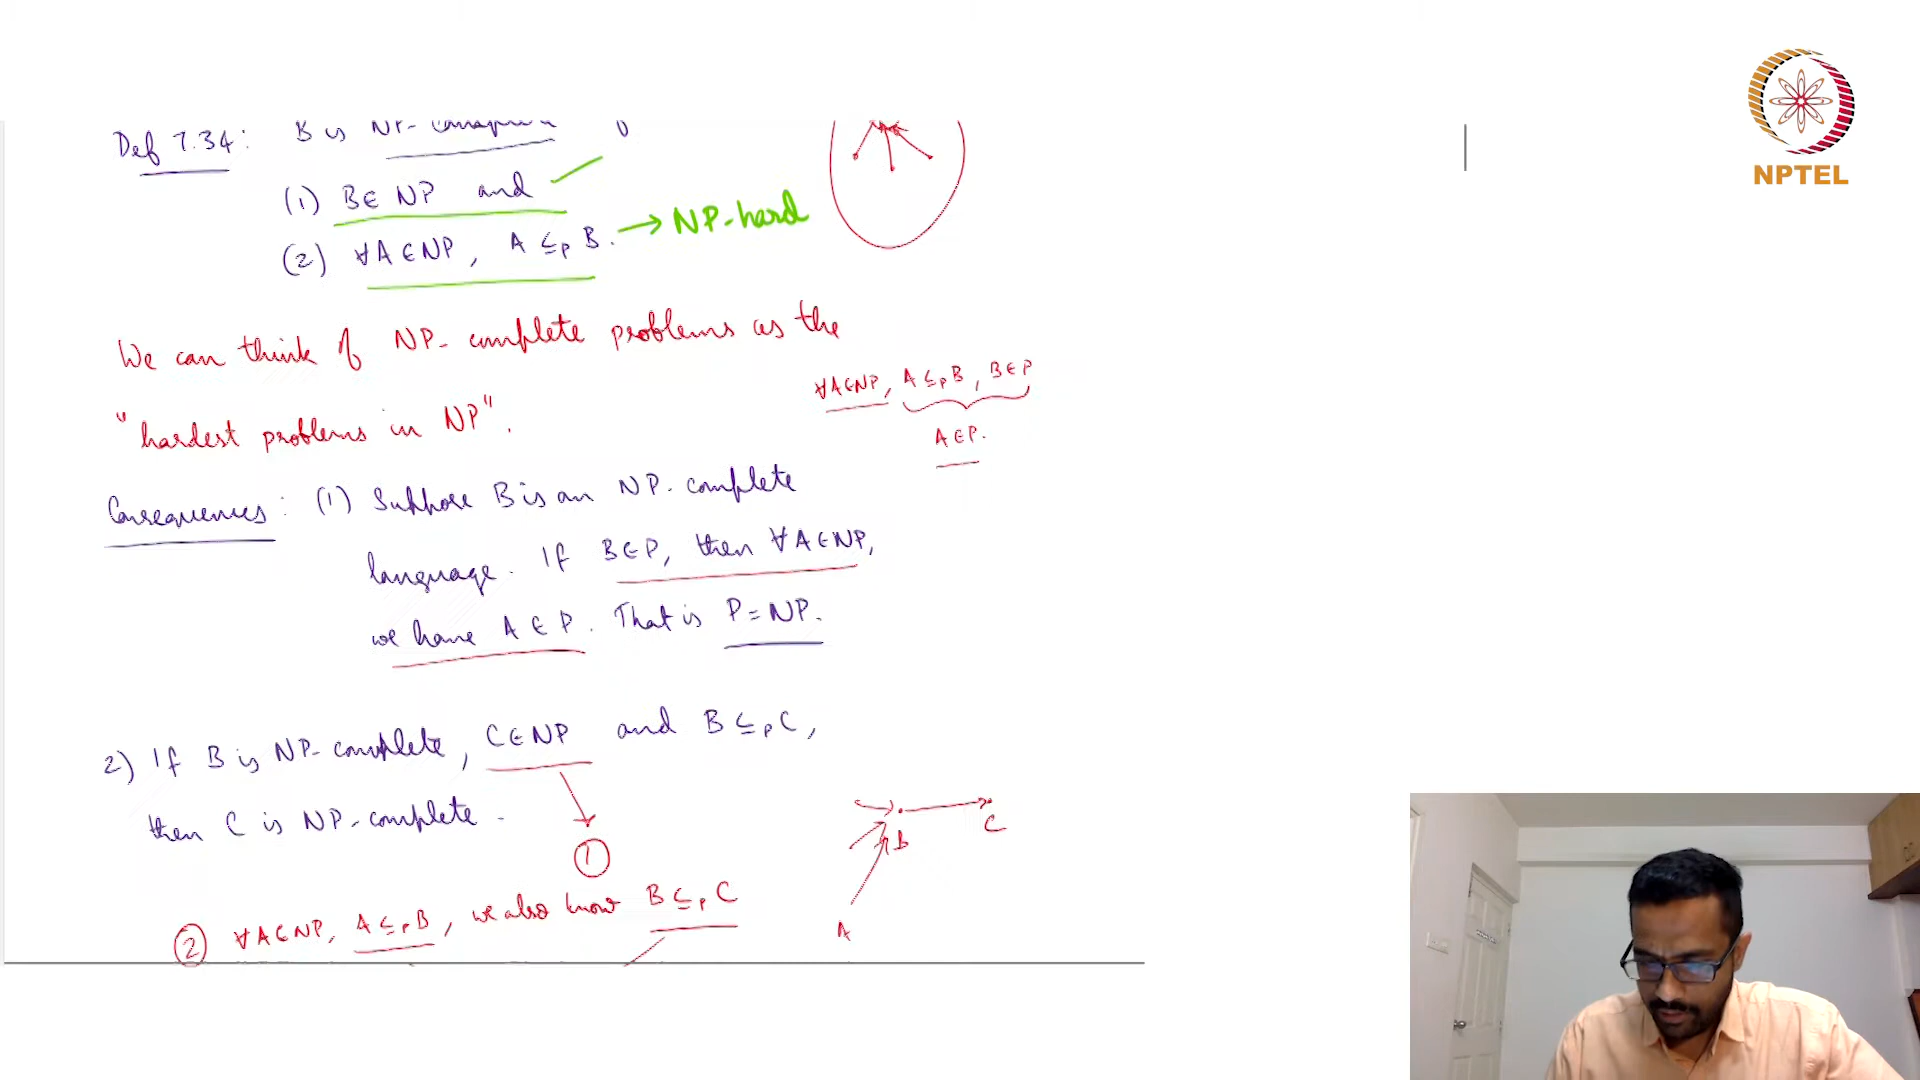 Def 7.34: B is NP-complete
(1) B ∈ NP and
(2) ∀A ∈ NP, A ≤p B. → NP-hard
We can think of NP-complete problems as the
"hardest problems in NP".
∀A∈NP, A ≤p B, B∈P
A∈P.
Consequences: (1) Suppose B is an NP-complete
language. If B∈P, then ∀A∈NP,
we have A ∈ P. That is P = NP.
2) If B is NP-complete, C∈NP and B ≤p C,
then C is NP-complete.
①
② ∀A∈NP, A ≤p B, we also know B ≤p C
B
C
A
NPTEL